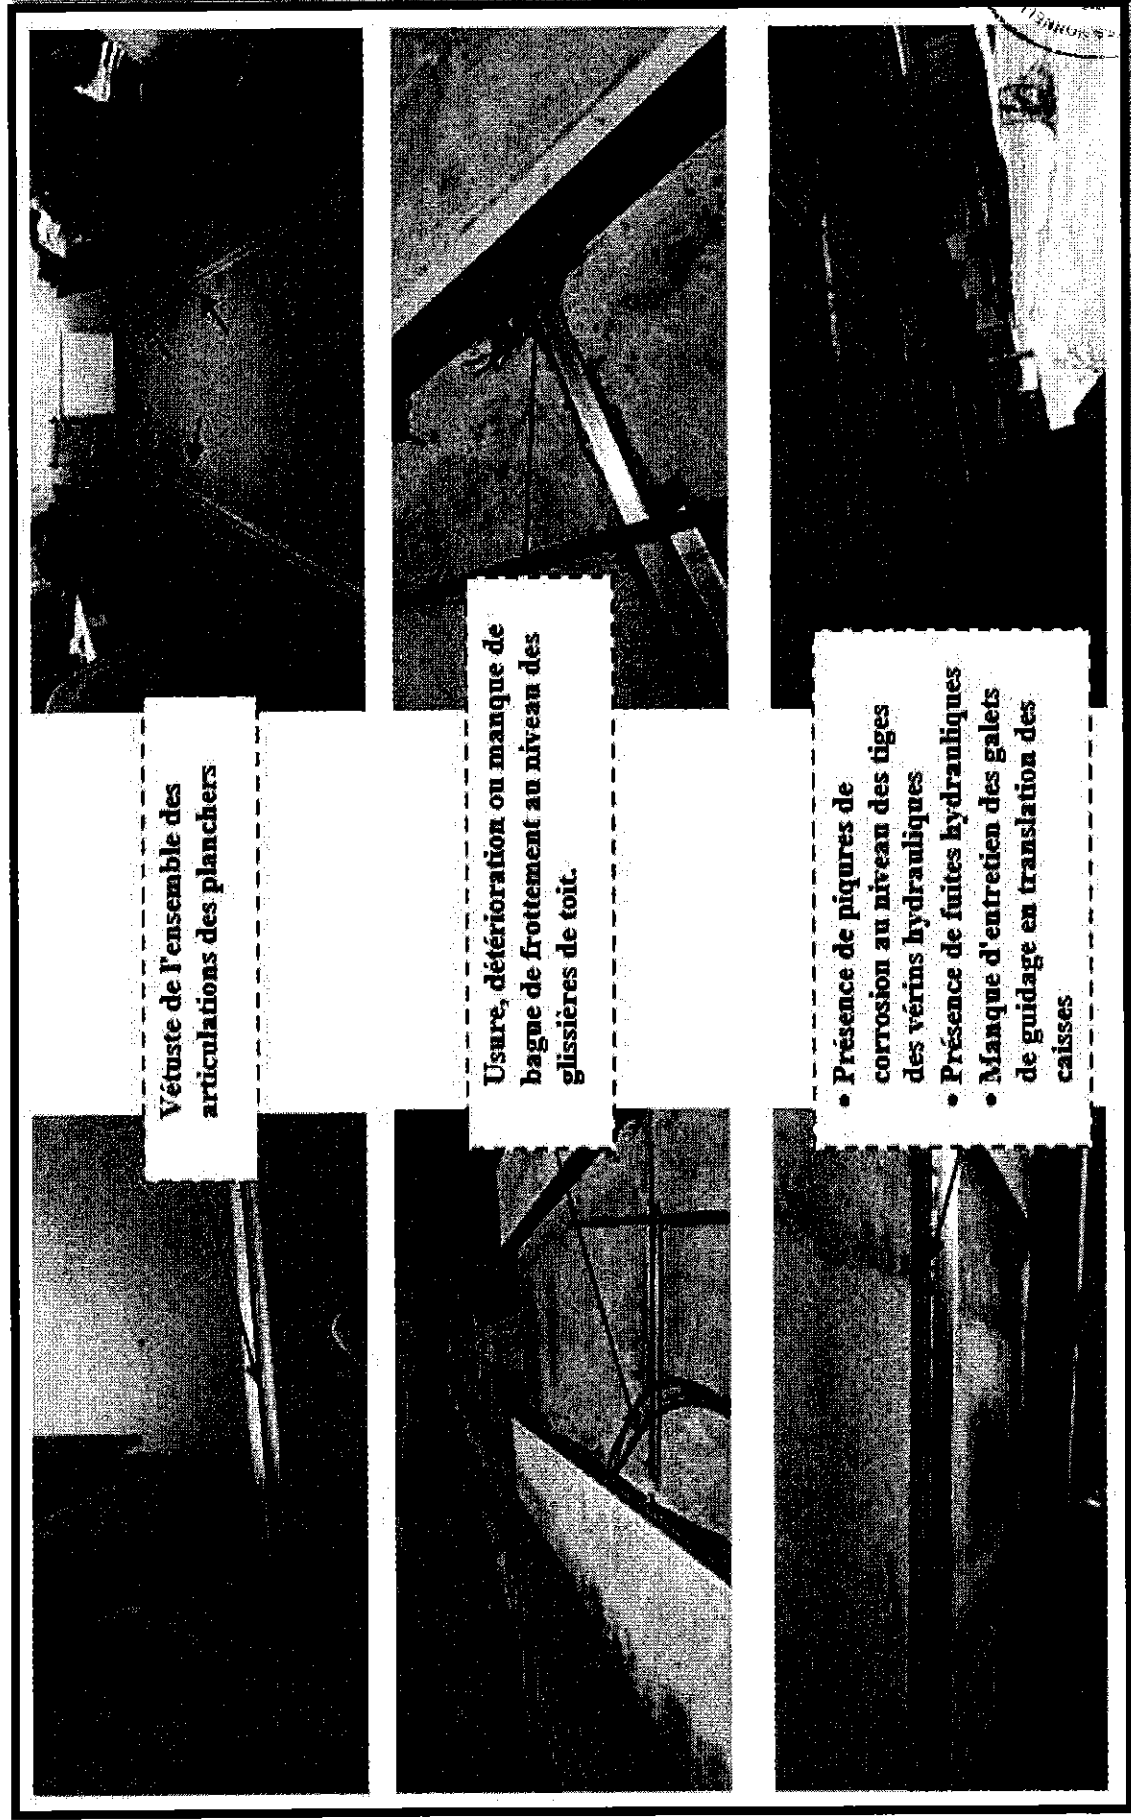 Vétuste de l'ensemble des
articulations des planchers
Usure, détérioration ou manque de
bague de frottement au niveau des
glissières de toit.
• Présence de piqures de
corrosion au niveau des tiges
des vérins hydrauliques
• Présence de fuites hydrauliques
• Manque d'entretien des galets
de guidage en translation des
caisses